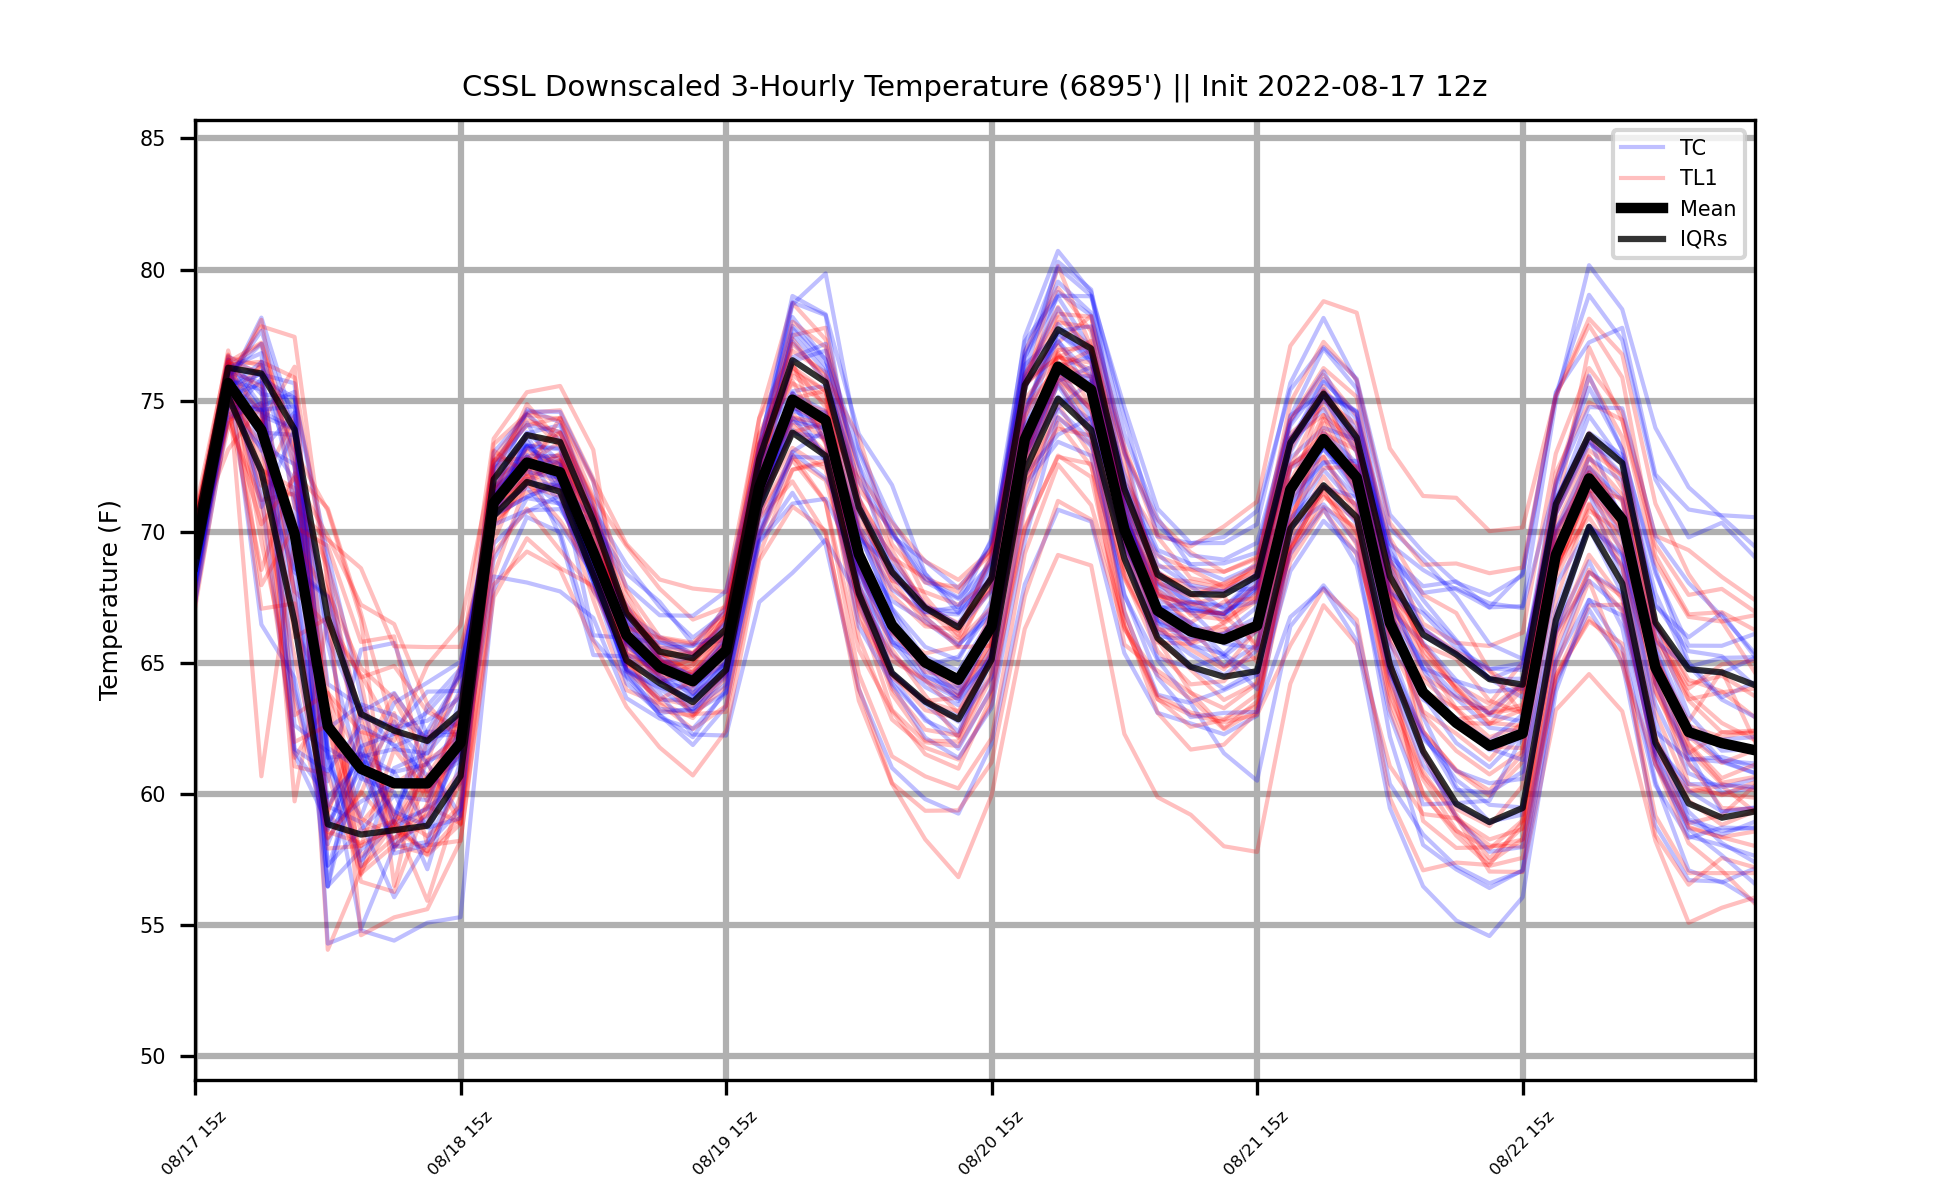 CSSL Downscaled 3-Hourly Temperature (6895') || Init 2022-08-17 12z
TC
TL1
Mean
IQRs
Temperature (F)
85
80
75
70
65
60
55
50
08/17 15z
08/18 15z
08/19 15z
08/20 15z
08/21 15z
08/22 15z